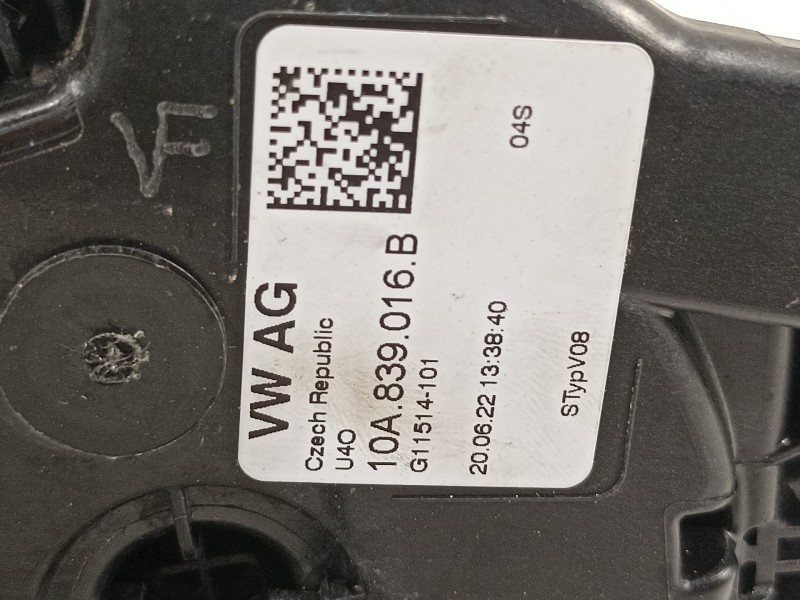 VW AG
Czech Republic
U4O
10A.839.016.B
G11514-101
20.06.22 13:38:40
04S
STypV08
VF